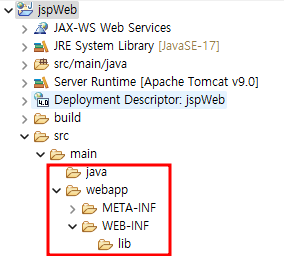 jspWeb
JAX-WS Web Services
JRE System Library [JavaSE-17]
src/main/java
Server Runtime [Apache Tomcat v9.0]
Deployment Descriptor: jspWeb
build
src
main
java
webapp
META-INF
WEB-INF
lib